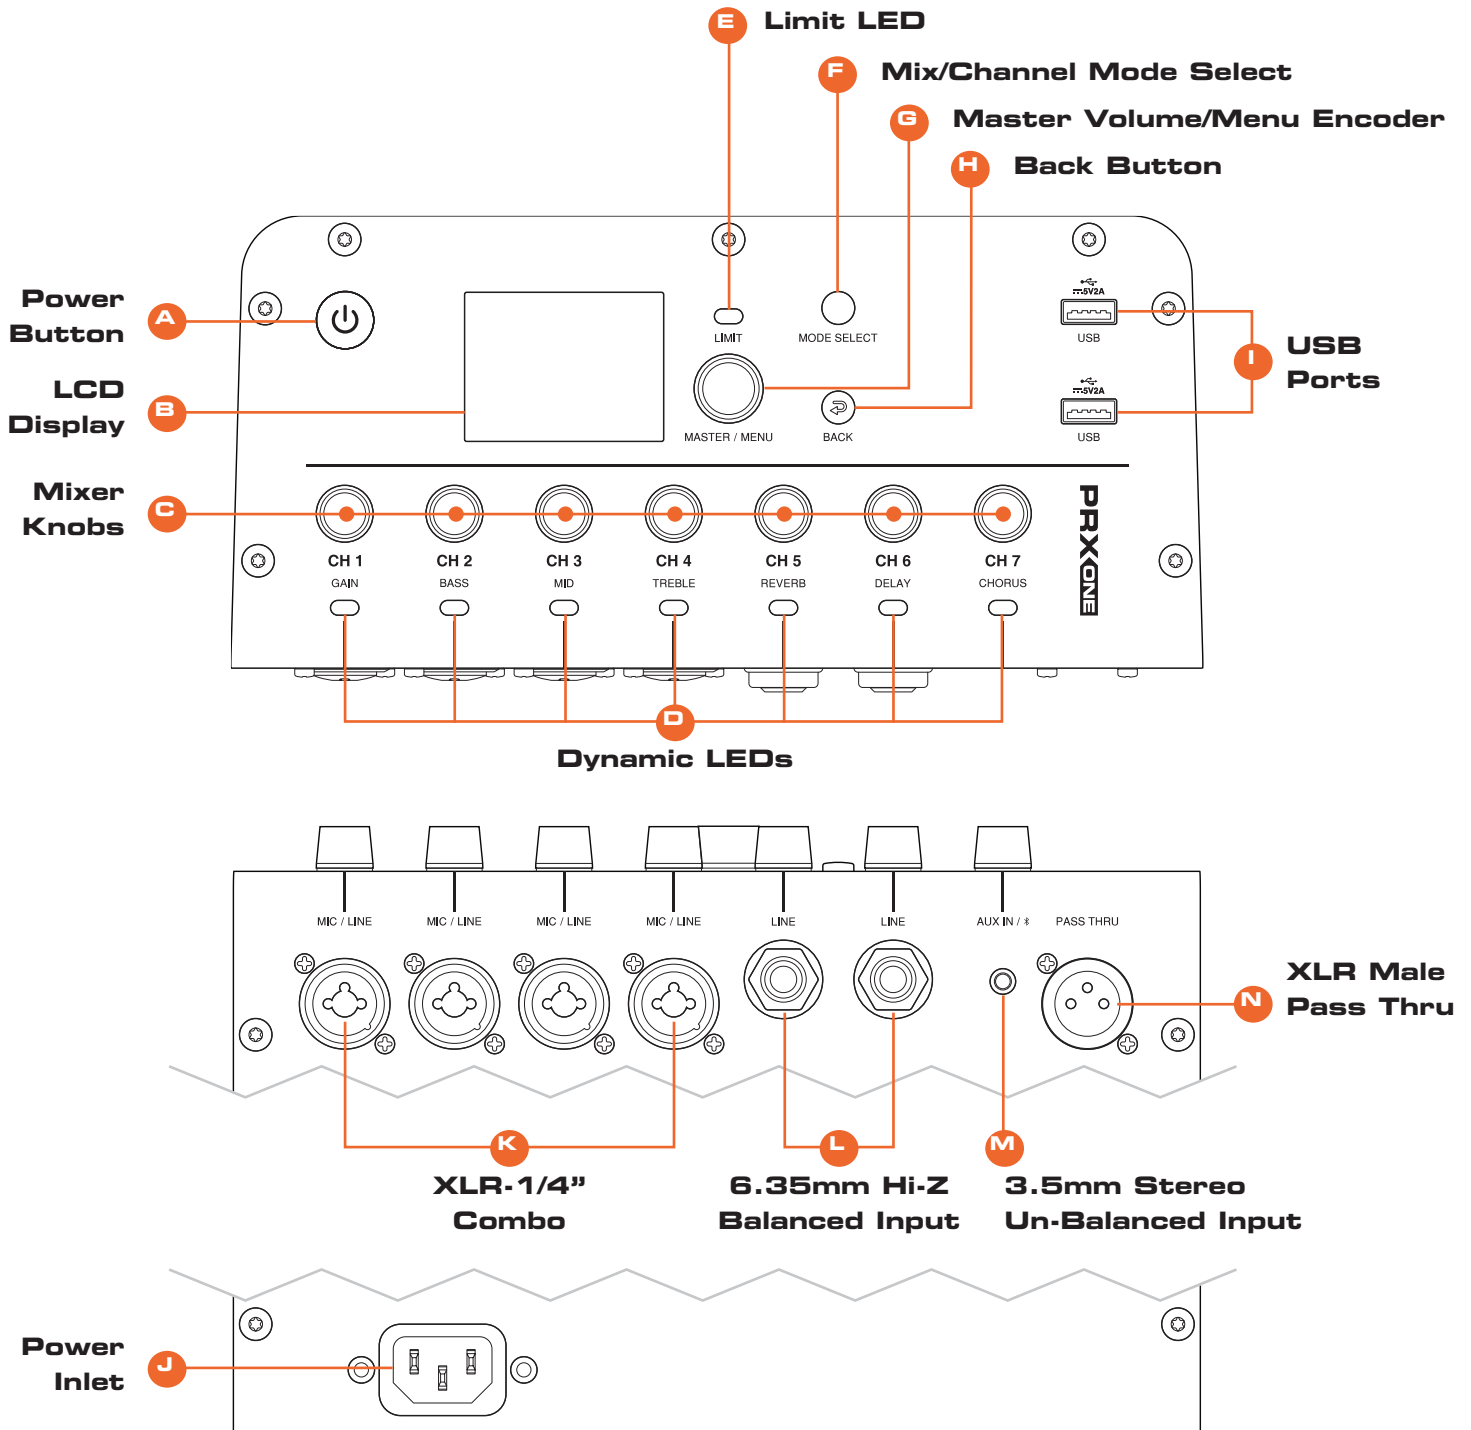 E Limit LED
F Mix/Channel Mode Select
G Master Volume/Menu Encoder
H Back Button
Power
Button
A
LCD
Display
B
LIMIT
MODE SELECT
MASTER / MENU
BACK
5V2A
USB
5V2A
USB
I
USB
Ports
Mixer
Knobs
C
CH 1 CH 2 CH 3 CH 4 CH 5 CH 6 CH 7
GAIN BASS MID TREBLE REVERB DELAY CHORUS
PRX ONE
D
Dynamic LEDs
MIC / LINE MIC / LINE MIC / LINE MIC / LINE LINE LINE AUX IN / PASS THRU
N
XLR Male
Pass Thru
K
XLR-1/4”
Combo
L
6.35mm Hi-Z
Balanced Input
M
3.5mm Stereo
Un-Balanced Input
Power
Inlet
J